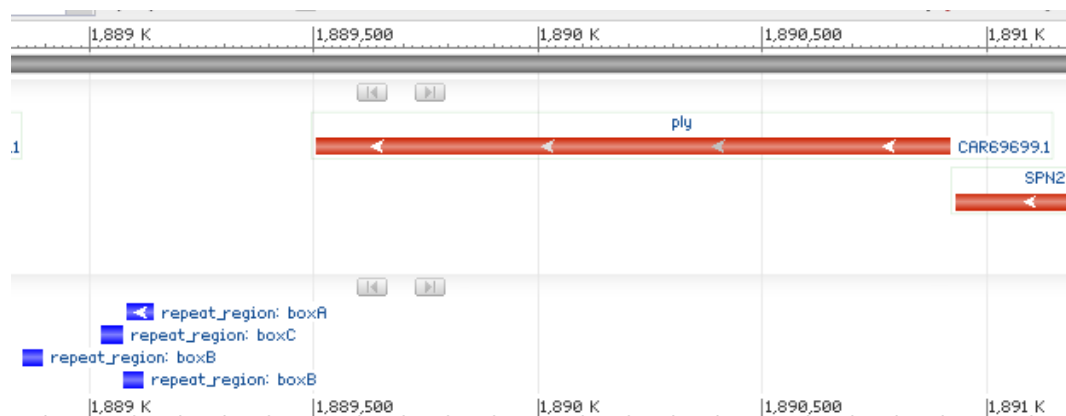 1,889 K 1,889,500 1,890 K 1,890,500 1,891 K
ply
.1 CAR69699.1
SPN2
repeat_region: boxA
repeat_region: boxC
repeat_region: boxB
repeat_region: boxB
1,889 K 1,889,500 1,890 K 1,890,500 1,891 K